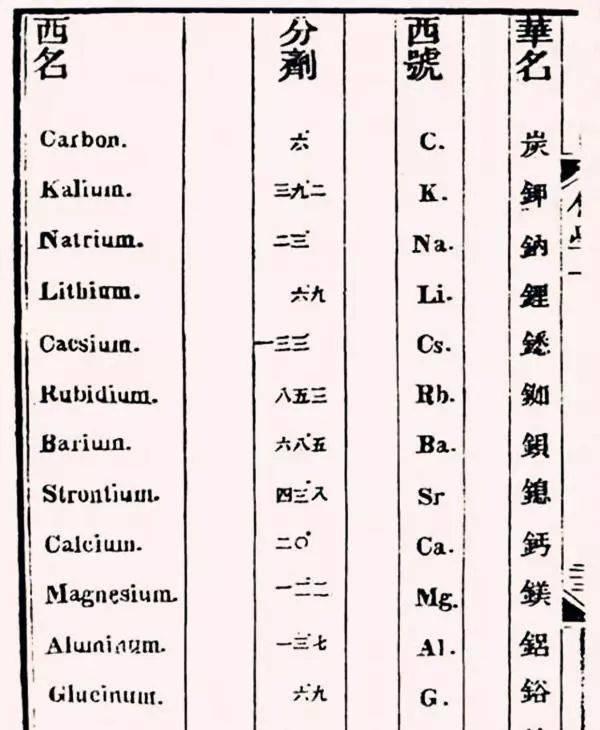 西名 分劑 西號 華名
Carbon. 六 C. 炭
Kalium. 三九二 K. 鉀
Natrium. 二三 Na. 鈉
Lithium. 六九 Li. 鋰
Caesium. 一三三 Cs.
Rubidium. 八五三 Rb.
Barium. 六八五 Ba. 鋇
Strontium. 四三八 Sr 鎴
Calcium. 二〇 Ca. 鈣
Magnesium. 一二二 Mg. 鎂
Aluminum. 一三七 Al. 鋁
Glucinum. 六九 G. 鋊